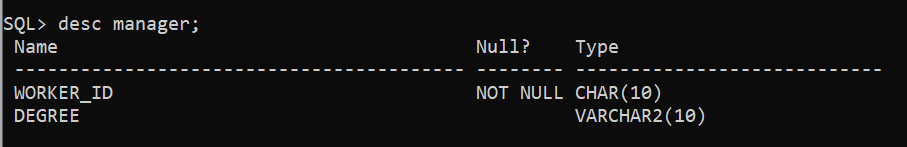 SQL> desc manager;
Name                                      Null?    Type
----------------------------------------- -------- ----------------------------
WORKER_ID                                 NOT NULL CHAR(10)
DEGREE                                             VARCHAR2(10)